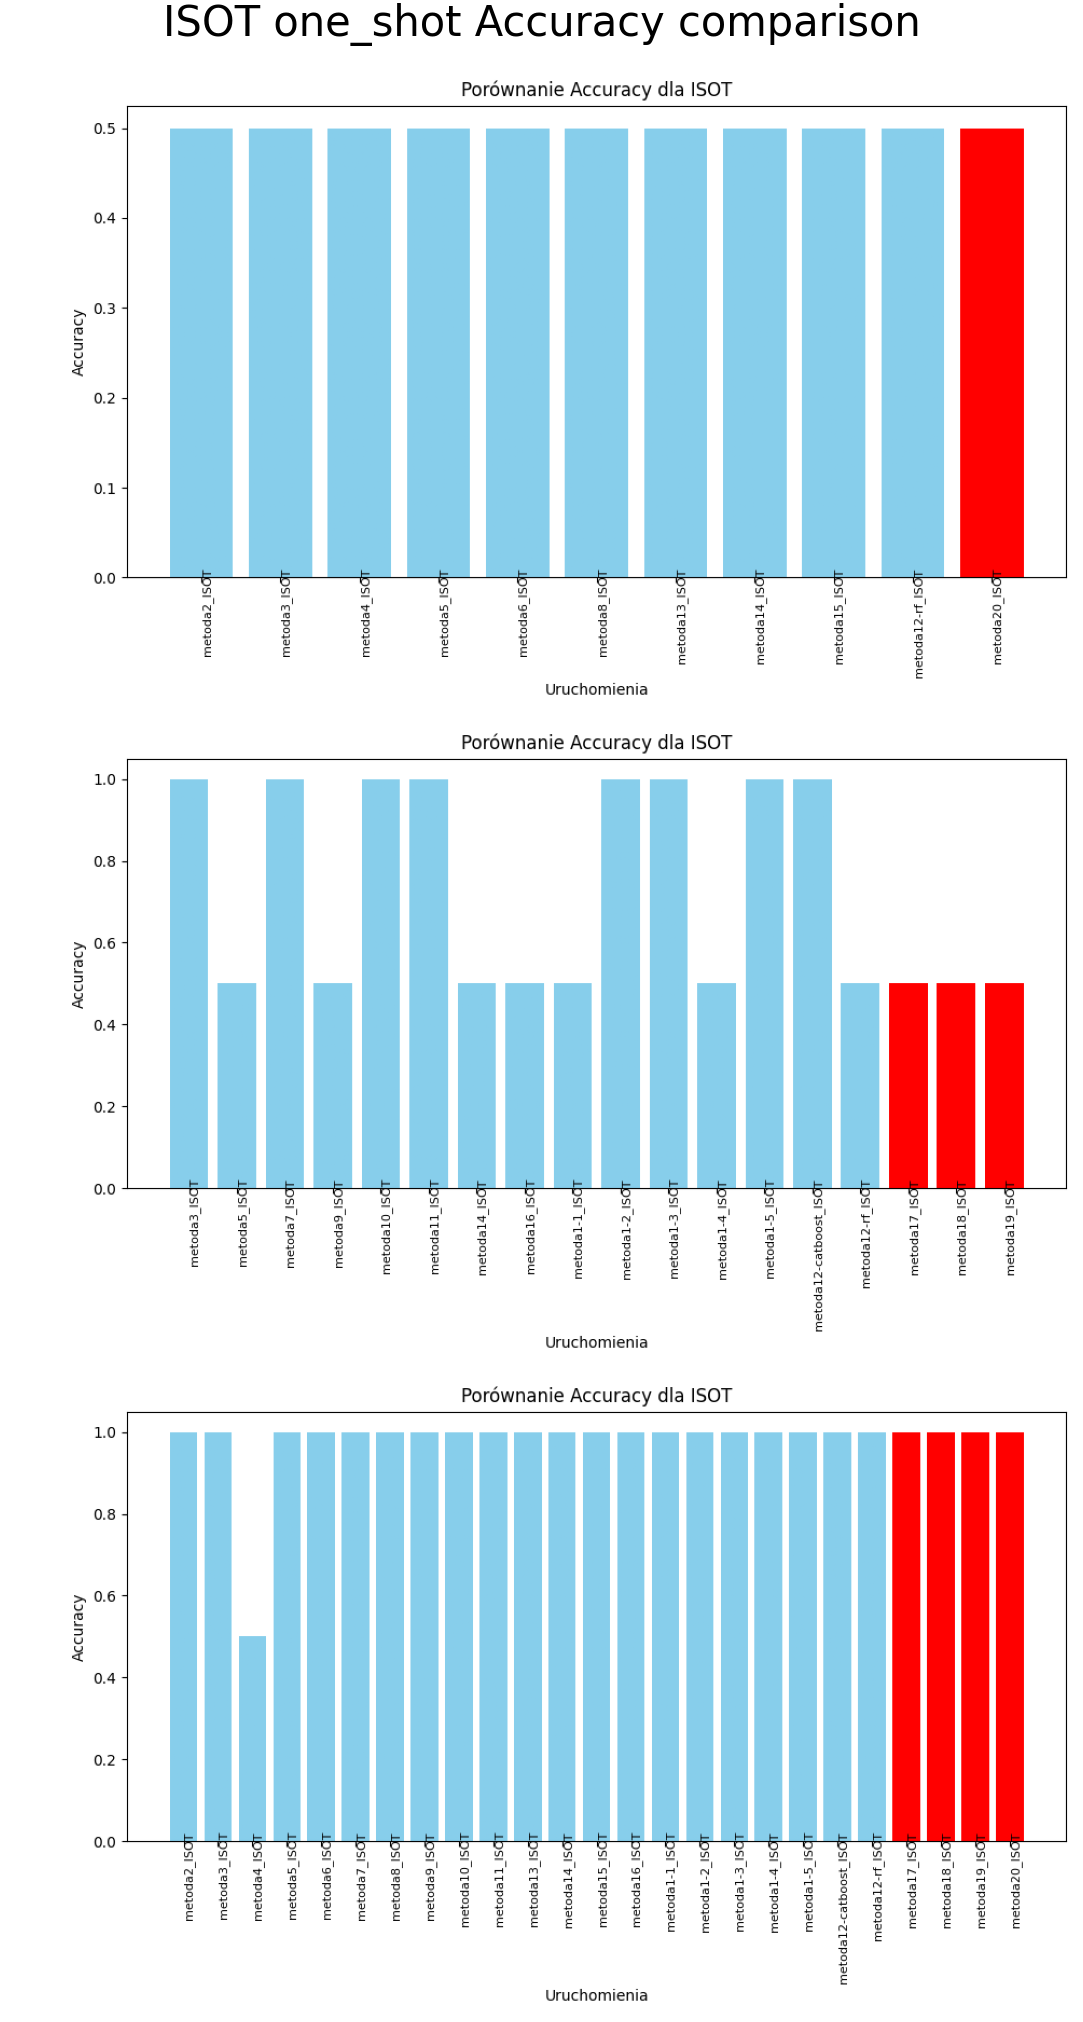 ISOT one_shot Accuracy comparison
Porównanie Accuracy dla ISOT
Accuracy
0.5
0.4
0.3
0.2
0.1
0.0
metoda2_ISOT
metoda3_ISOT
metoda4_ISOT
metoda5_ISOT
metoda6_ISOT
metoda8_ISOT
metoda13_ISOT
metoda14_ISOT
metoda15_ISOT
metoda12-rf_ISOT
metoda20_ISOT
Uruchomienia
Porównanie Accuracy dla ISOT
Accuracy
1.0
0.8
0.6
0.4
0.2
0.0
metoda3_ISOT
metoda5_ISOT
metoda7_ISOT
metoda9_ISOT
metoda10_ISOT
metoda11_ISOT
metoda14_ISOT
metoda16_ISOT
metoda1-1_ISOT
metoda1-2_ISOT
metoda1-3_ISOT
metoda1-4_ISOT
metoda1-5_ISOT
metoda12-catboost_ISOT
metoda12-rf_ISOT
metoda17_ISOT
metoda18_ISOT
metoda19_ISOT
Uruchomienia
Porównanie Accuracy dla ISOT
Accuracy
1.0
0.8
0.6
0.4
0.2
0.0
metoda2_ISOT
metoda3_ISOT
metoda4_ISOT
metoda5_ISOT
metoda6_ISOT
metoda7_ISOT
metoda8_ISOT
metoda9_ISOT
metoda10_ISOT
metoda11_ISOT
metoda13_ISOT
metoda14_ISOT
metoda15_ISOT
metoda16_ISOT
metoda1-1_ISOT
metoda1-2_ISOT
metoda1-3_ISOT
metoda1-4_ISOT
metoda1-5_ISOT
metoda12-catboost_ISOT
metoda12-rf_ISOT
metoda17_ISOT
metoda18_ISOT
metoda19_ISOT
metoda20_ISOT
Uruchomienia